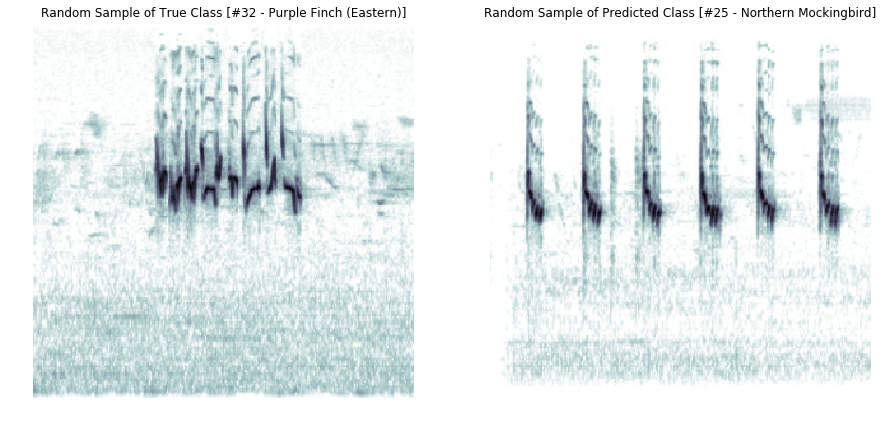 Random Sample of True Class [#32 - Purple Finch (Eastern)]
Random Sample of Predicted Class [#25 - Northern Mockingbird]